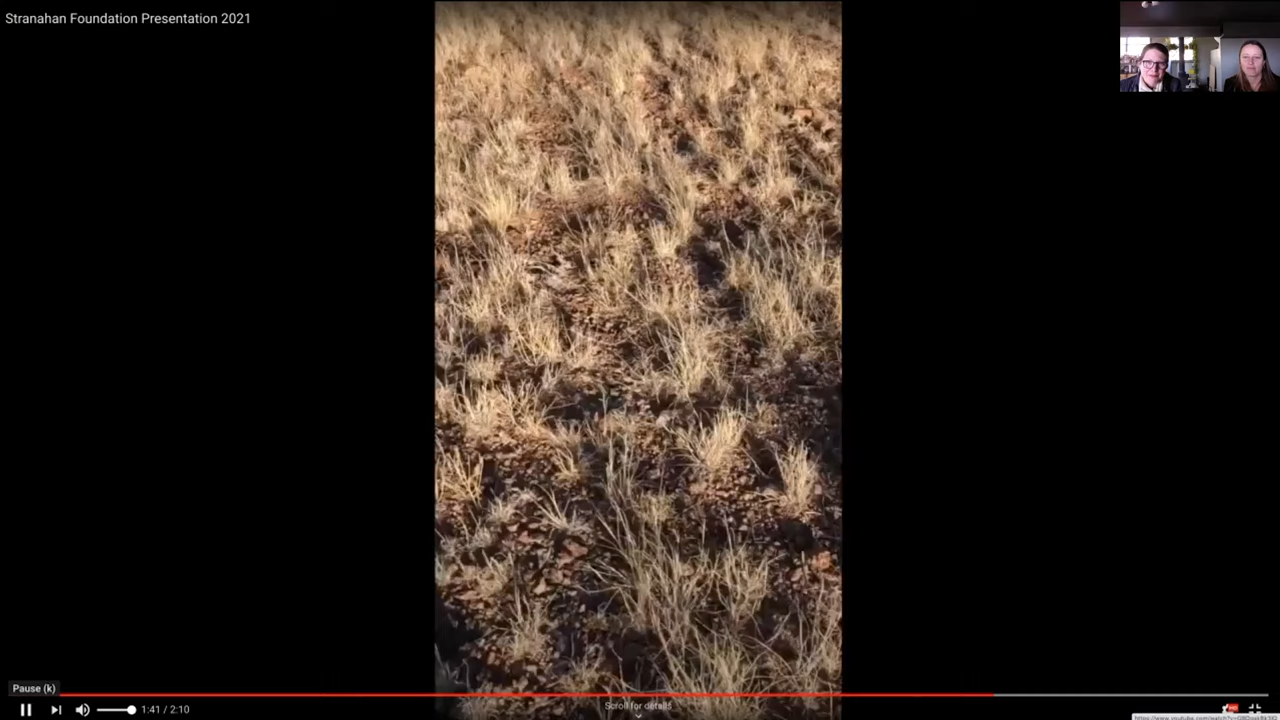 Stranahan Foundation Presentation 2021
Pause (k)
1:41 / 2:10
Scroll for details